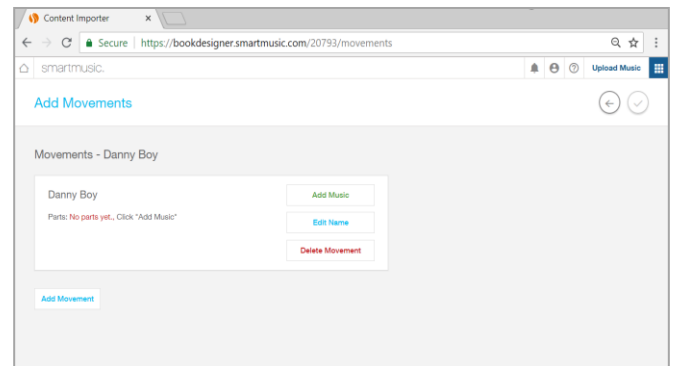 Content Importer
Secure https://bookdesigner.smartmusic.com/20793/movements
smartmusic.
Upload Music
Add Movements
Movements - Danny Boy
Danny Boy
Add Music
Parts: No parts yet., Click "Add Music"
Edit Name
Delete Movement
Add Movement